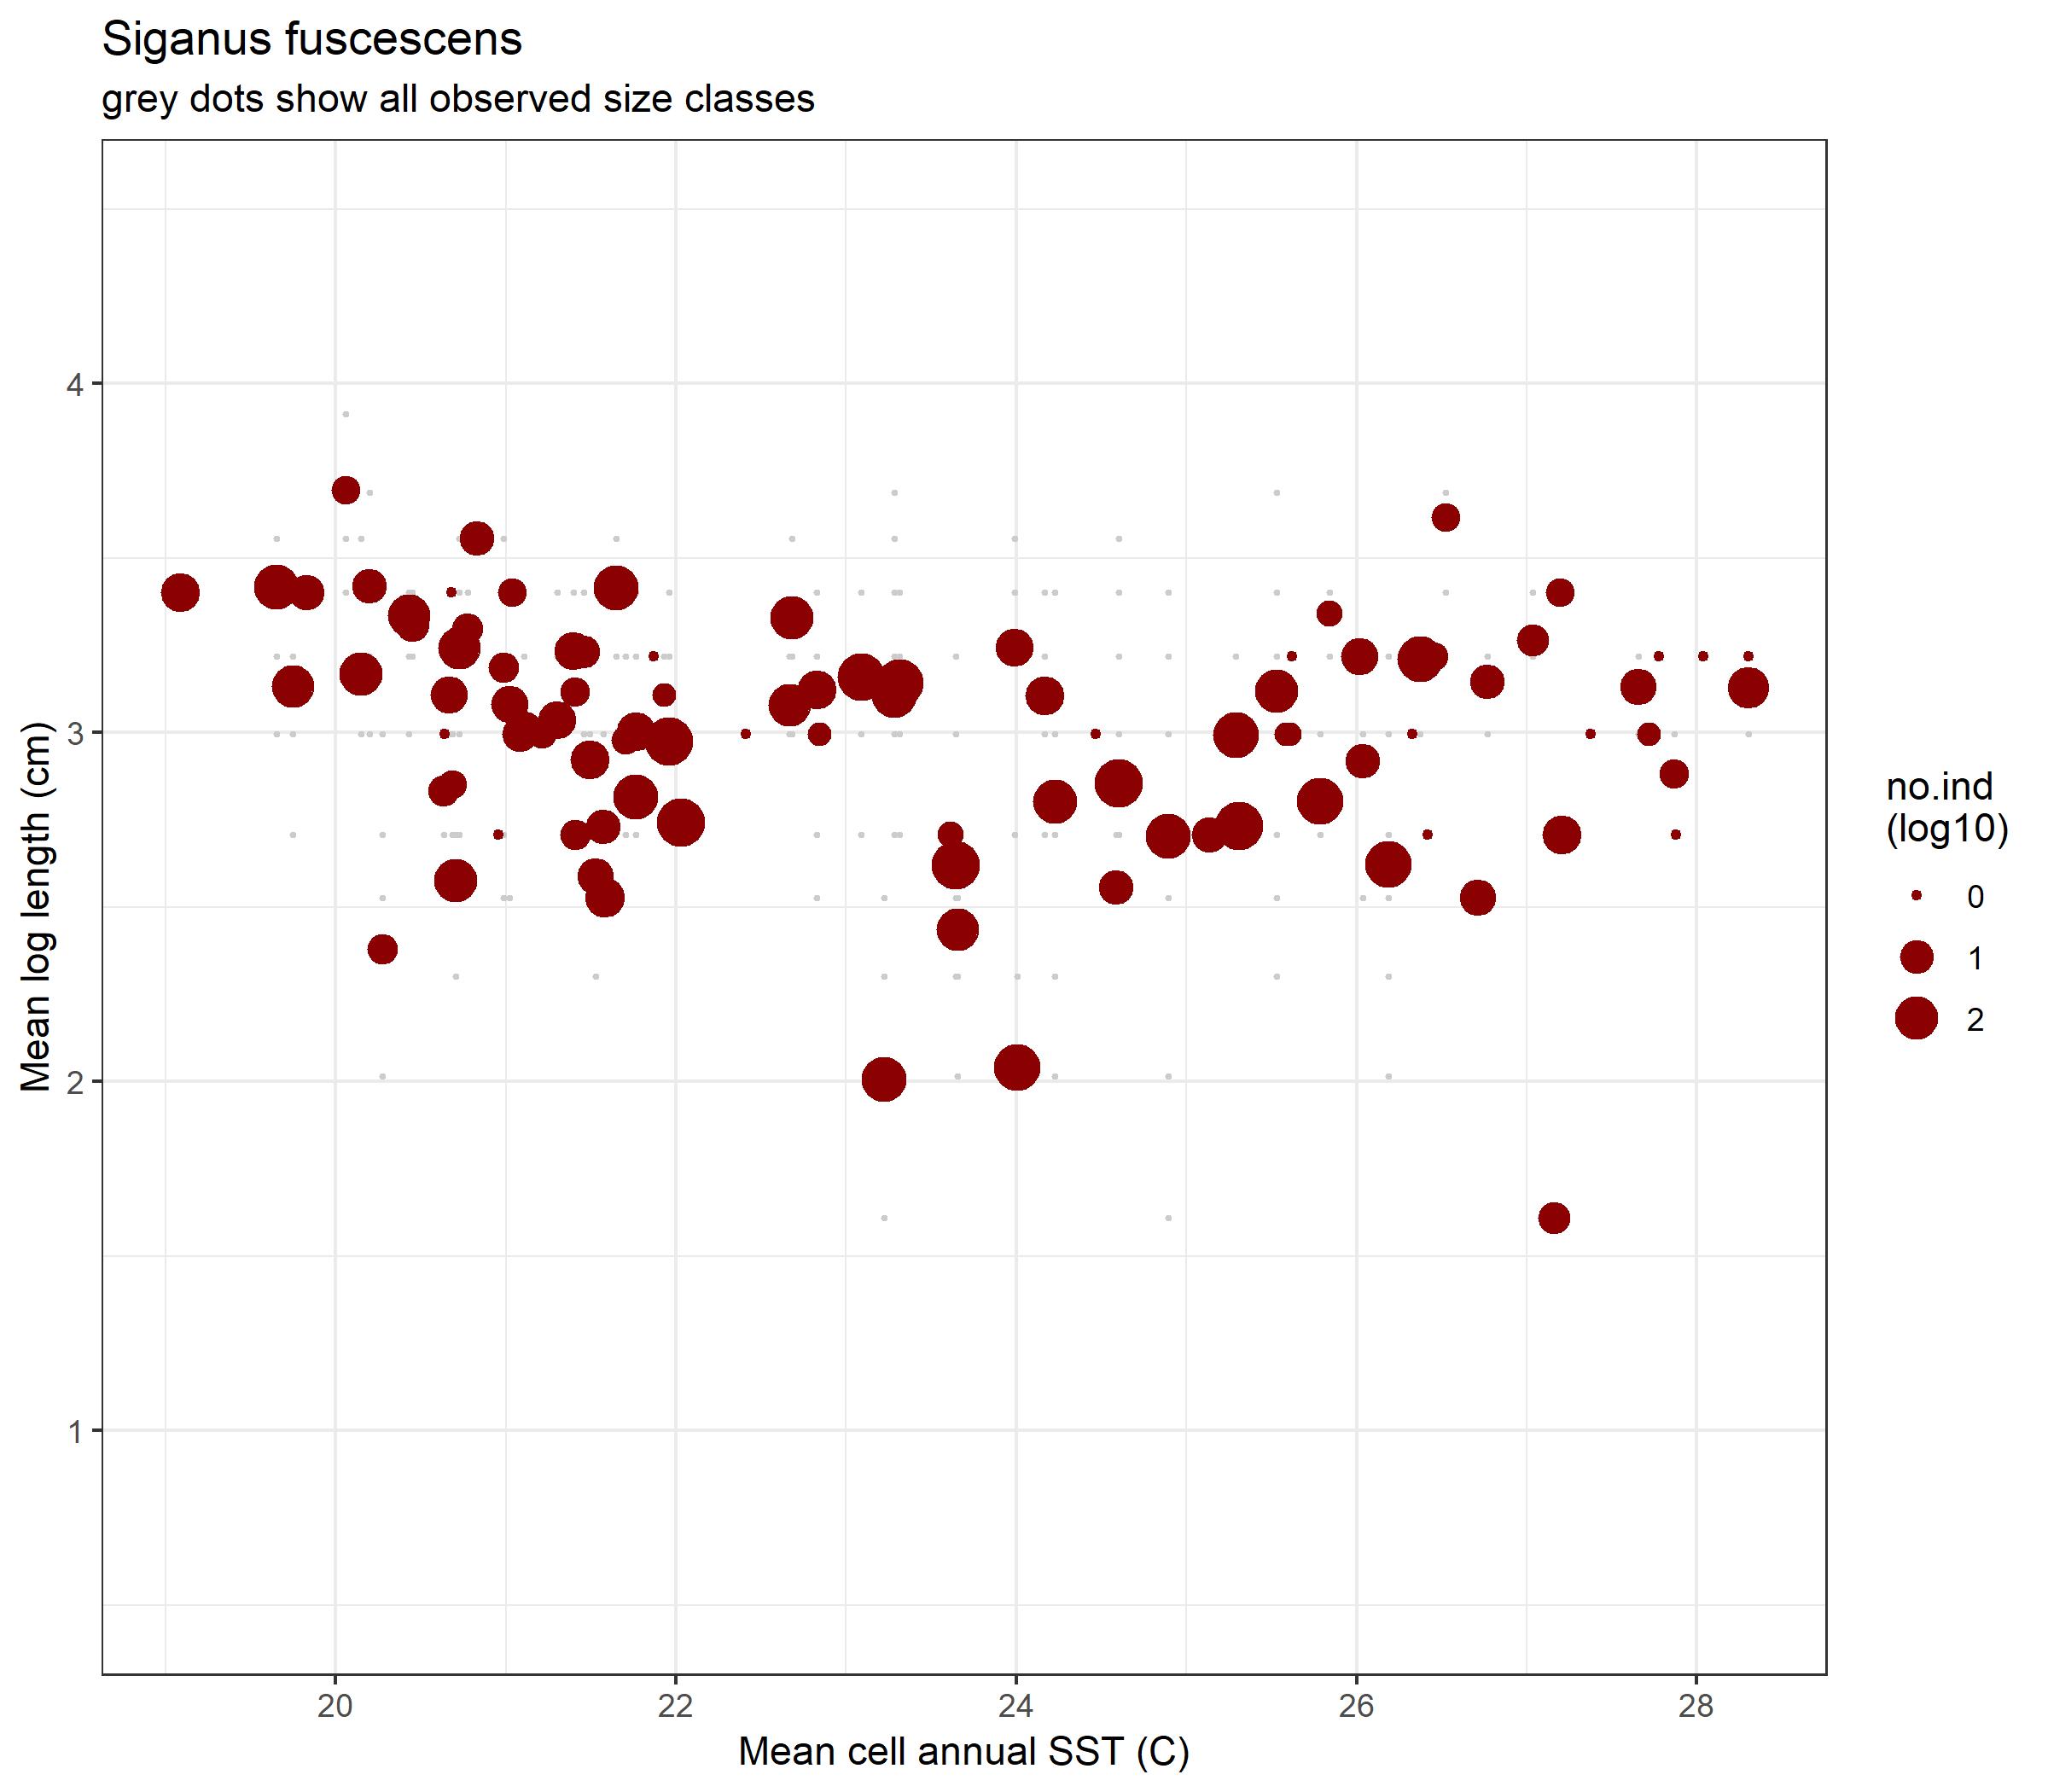 Siganus fuscescens
grey dots show all observed size classes
Mean log length (cm)
4
3
2
1
20 22 24 26 28
Mean cell annual SST (C)
no.ind
(log10)
0
1
2